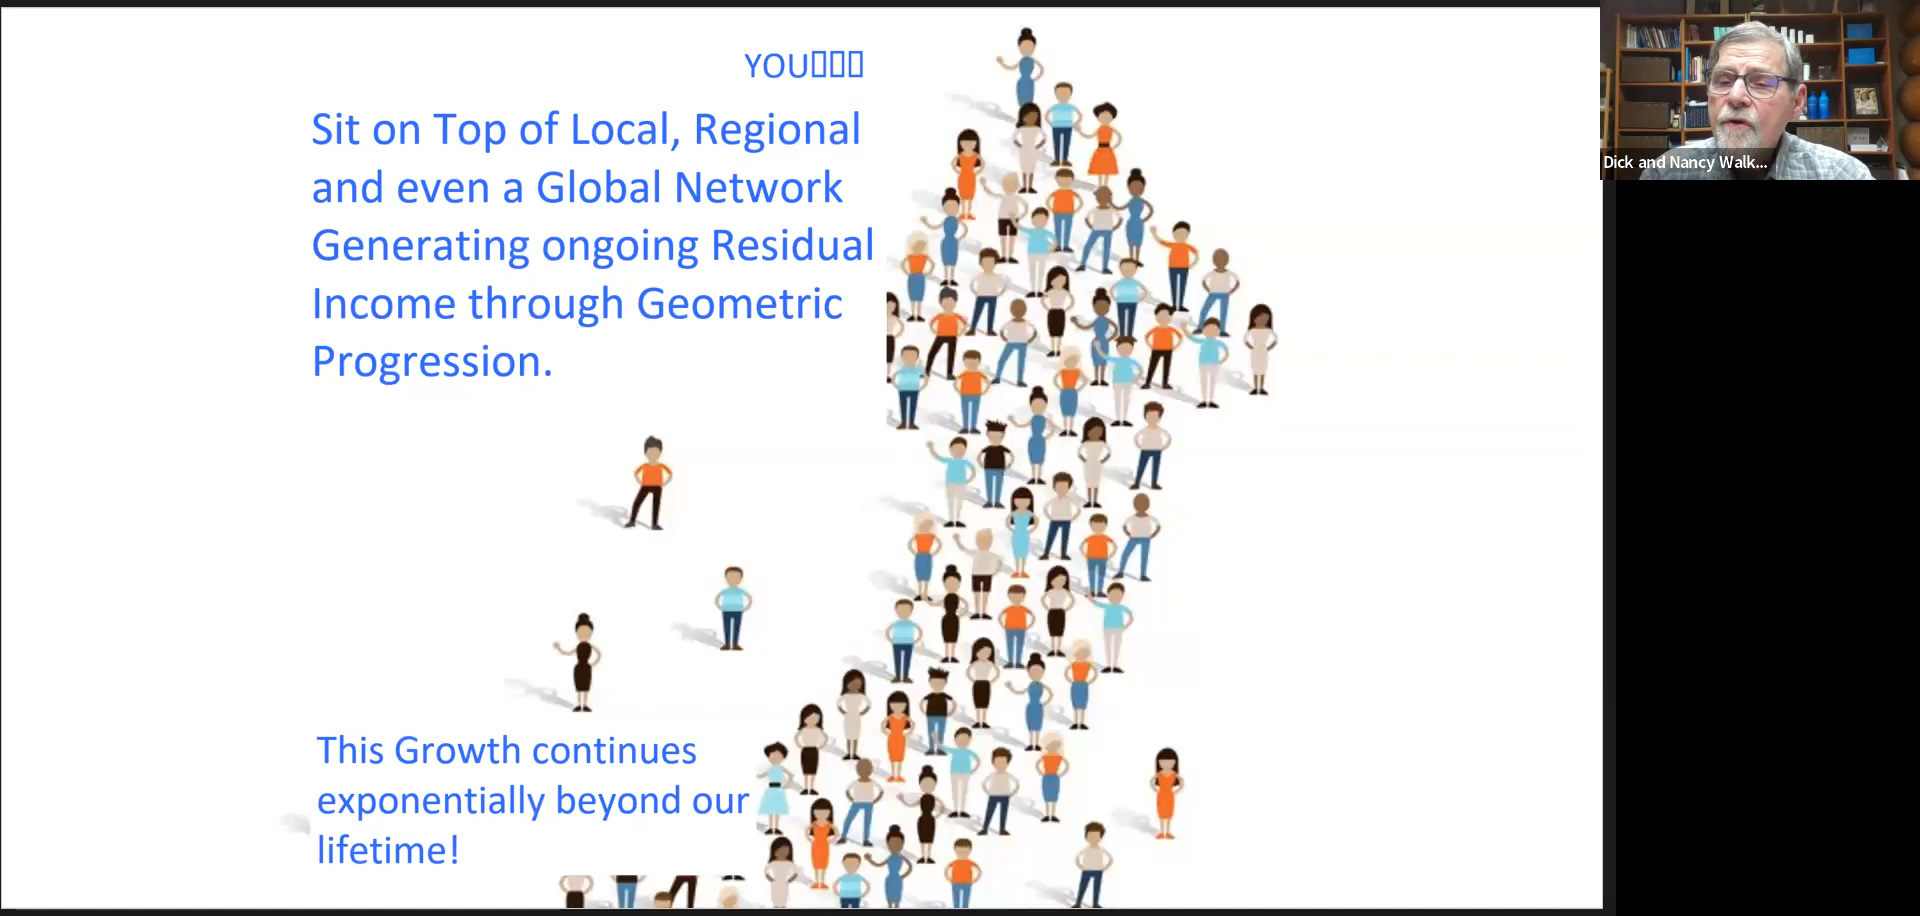 YOU▯▯▯
Sit on Top of Local, Regional
and even a Global Network
Generating ongoing Residual
Income through Geometric
Progression.
This Growth continues
exponentially beyond our
lifetime!
Dick and Nancy Walk...